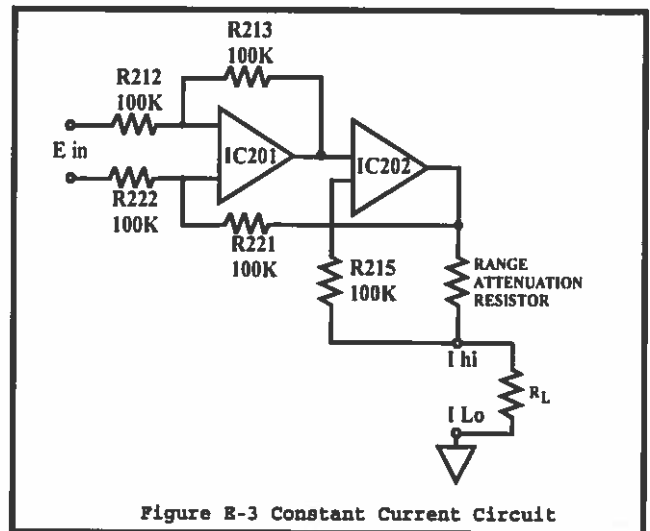 R213
100K
R212
100K
E in
IC201
IC202
R222
100K
R221
100K
R215
100K
RANGE
ATTENUATION
RESISTOR
I hi
RL
I Lo
Figure E-3 Constant Current Circuit